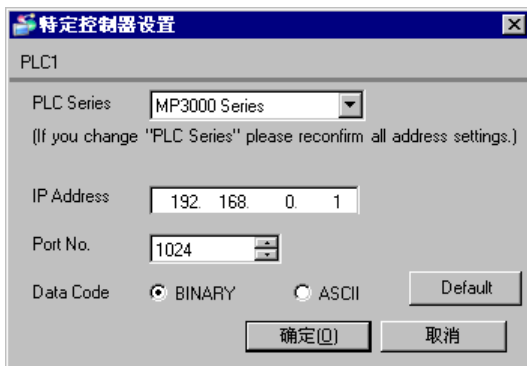 特定控制器设置
PLC1
PLC Series MP3000 Series
(If you change "PLC Series" please reconfirm all address settings.)
IP Address 192. 168. 0. 1
Port No. 1024
Data Code BINARY ASCII Default
确定(O) 取消